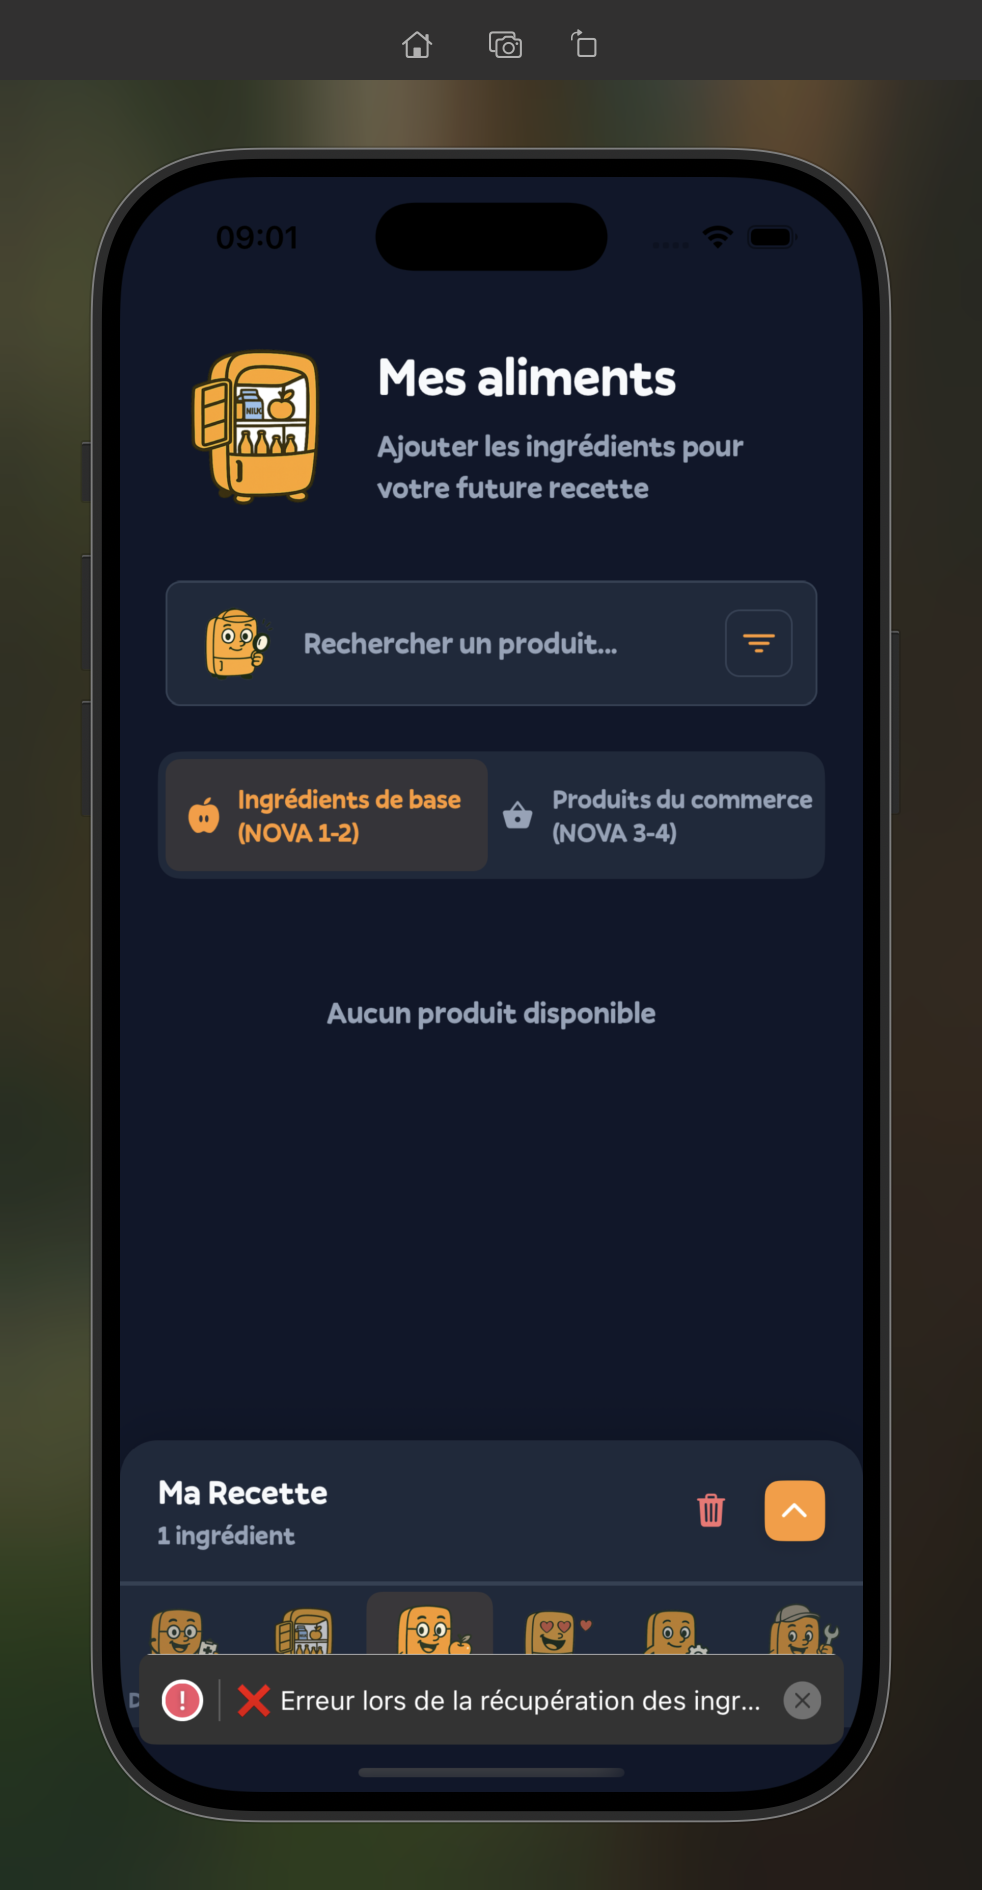 09:01
MILK
Mes aliments
Ajouter les ingrédients pour
votre future recette
Rechercher un produit...
Ingrédients de base
(NOVA 1-2)
Produits du commerce
(NOVA 3-4)
Aucun produit disponible
Ma Recette
1 ingrédient
D
! ❌ Erreur lors de la récupération des ingr...